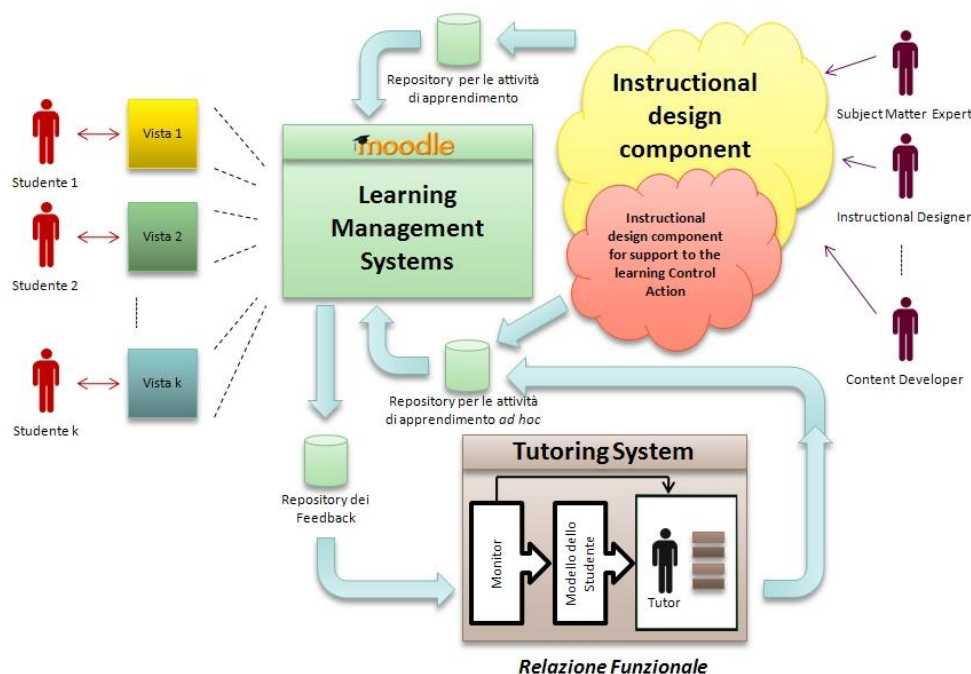 Repository per le attività
di apprendimento
Instructional
design
component
Subject Matter Expert
Vista 1
Studente 1
moodle
Learning
Management
Systems
Instructional
design component
for support to the
learning Control
Action
Instructional Designer
Vista 2
Studente 2
Vista k
Studente k
Content Developer
Repository per le attività
di apprendimento ad hoc
Repository dei
Feedback
Tutoring System
Monitor
Modello dello
Studente
Tutor
Relazione Funzionale